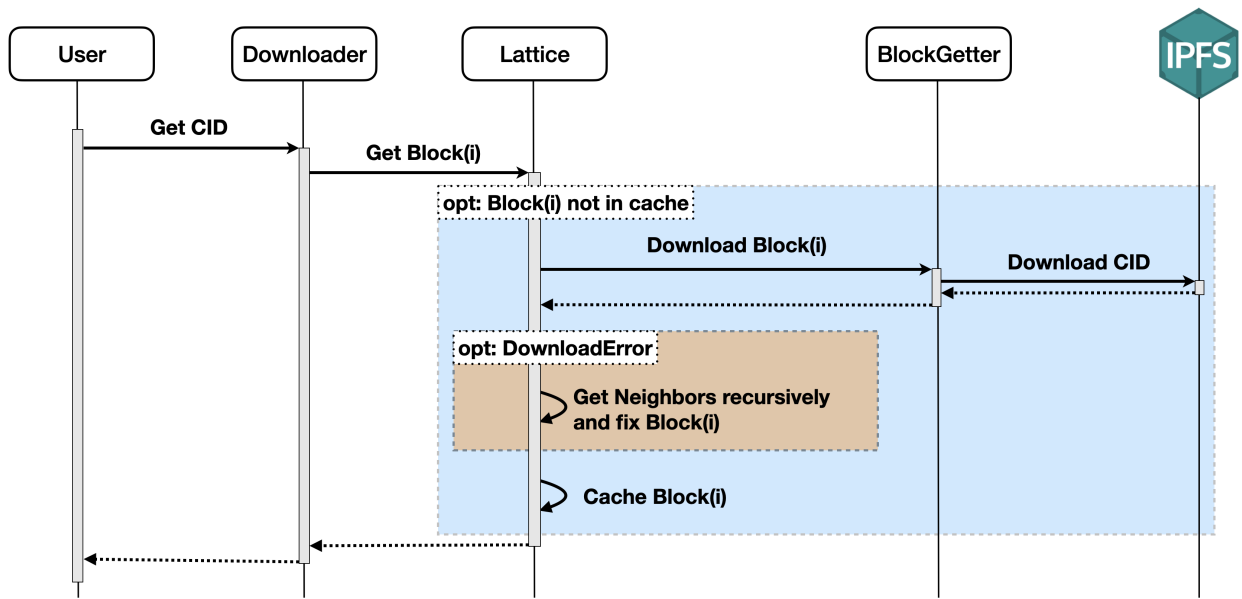 User
Downloader
Lattice
BlockGetter
IPFS
Get CID
Get Block(i)
opt: Block(i) not in cache
Download Block(i)
Download CID
opt: DownloadError
Get Neighbors recursively
and fix Block(i)
Cache Block(i)